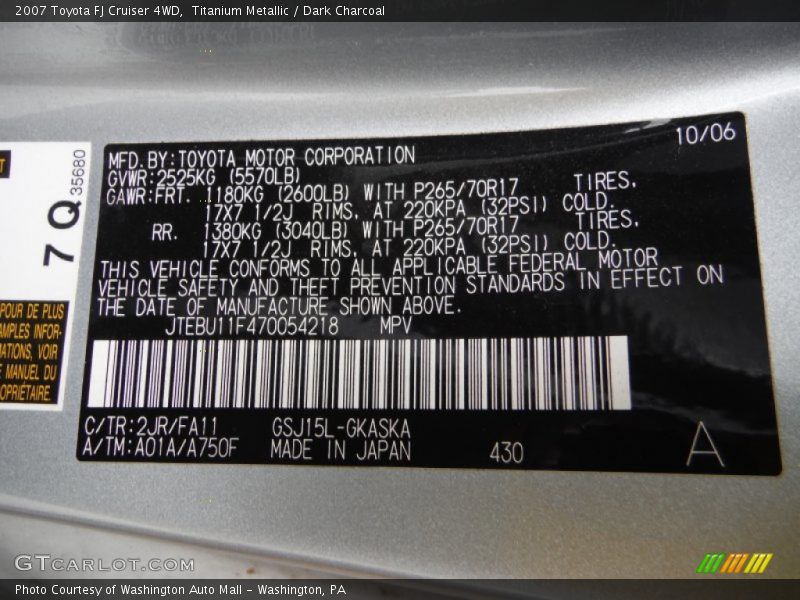 2007 Toyota FJ Cruiser 4WD, Titanium Metallic / Dark Charcoal
10/06
MFD. BY: TOYOTA MOTOR CORPORATION
GVWR: 2525KG (5570LB)
GAWR: FRT. 1180KG (2600LB) WITH P265/70R17 TIRES,
17X7 1/2J RIMS, AT 220KPA (32PSI) COLD.
RR. 1380KG (3040LB) WITH P265/70R17 TIRES,
17X7 1/2J RIMS, AT 220KPA (32PSI) COLD.
THIS VEHICLE CONFORMS TO ALL APPLICABLE FEDERAL MOTOR
VEHICLE SAFETY AND THEFT PREVENTION STANDARDS IN EFFECT ON
THE DATE OF MANUFACTURE SHOWN ABOVE.
JTEBU11F470054218 MPV
C/TR: 2JR/FA11 GSJ15L-GKASKA
A/TM: A01A/A750F MADE IN JAPAN 430 A
7 Q 35680
T
POUR DE PLUS
AMPLES INFOR-
MATIONS, VOIR
E MANUEL DU
OPRIÉTAIRE.
GTCARLOT.COM
Photo Courtesy of Washington Auto Mall - Washington, PA